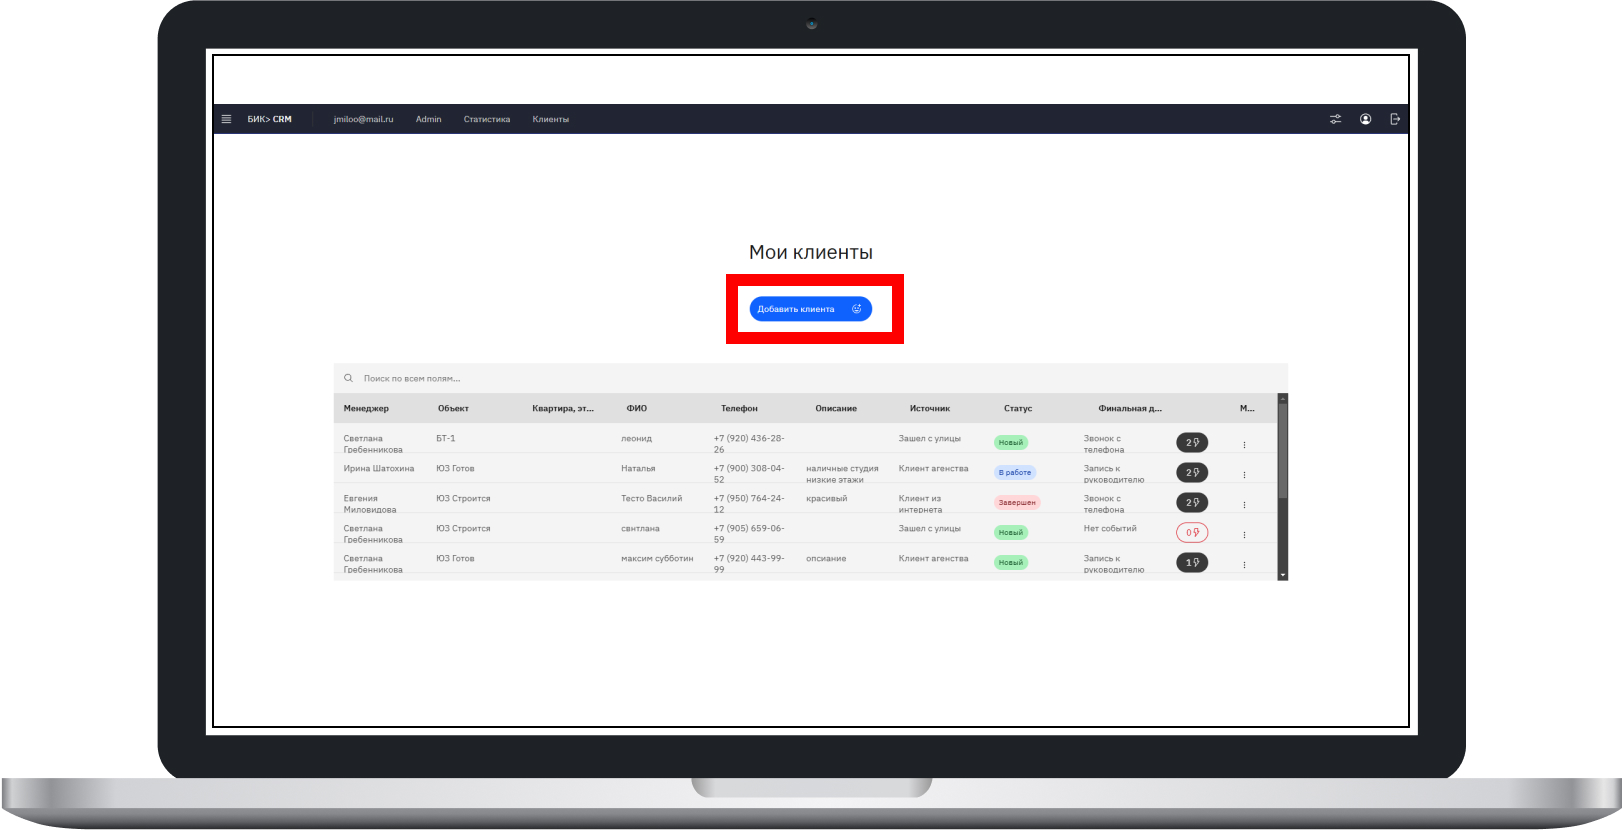 БИК> CRM jmiloo@mail.ru Admin Статистика Клиенты
Мои клиенты
Добавить клиента
Поиск по всем полям...
Менеджер Объект Квартира, эт... ФИО Телефон Описание Источник Статус Финальная д... М...
Светлана БТ-1 леонид +7 (920) 436-28- Зашел с улицы Новый Звонок с 2
Гребенникова 26 телефона
Ирина Шатохина ЮЗ Готов Наталья +7 (900) 308-04- наличные студия Клиент агенства В работе Запись к 2
52 низкие этажи руководителю
Евгения ЮЗ Строится Тесто Василий +7 (950) 764-24- красивый Клиент из Завершен Звонок с 2
Миловидова 12 интернета телефона
Светлана ЮЗ Строится свнтлана +7 (905) 659-06- Зашел с улицы Новый Нет событий 0
Гребенникова 59
Светлана ЮЗ Готов максим субботин +7 (920) 443-99- опсиание Клиент агенства Новый Запись к 1
Гребенникова 99 руководителю